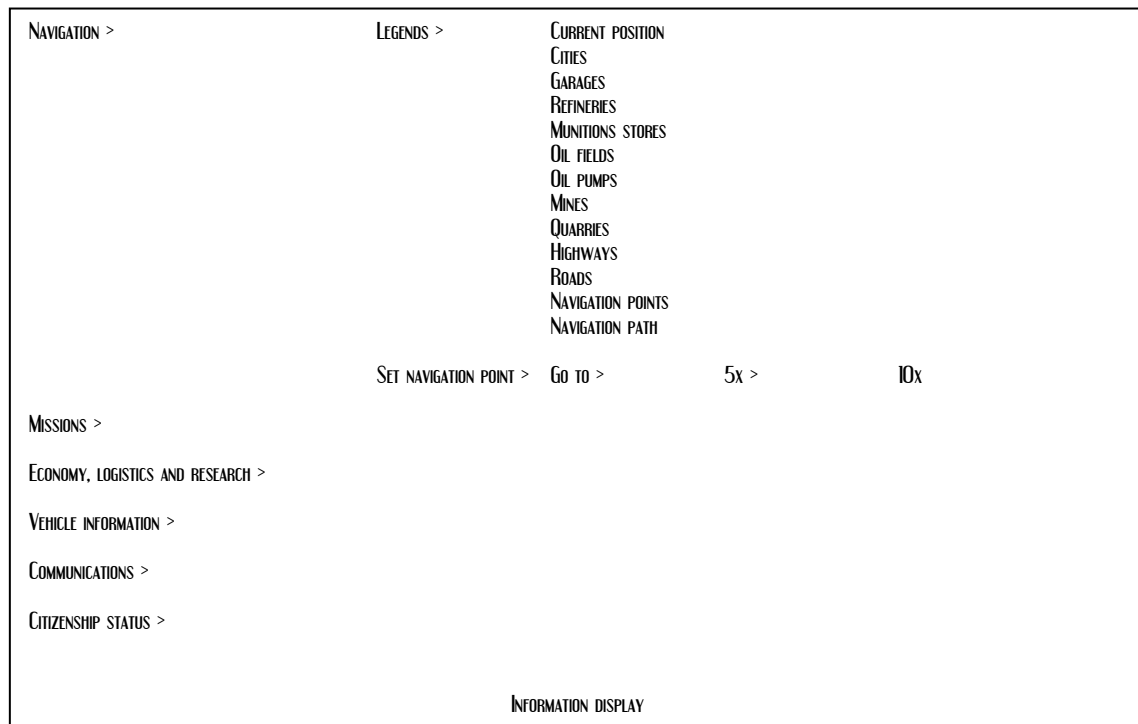 Navigation > Legends > Current position
Cities
Garages
Refineries
Munitions stores
Oil fields
Oil pumps
Mines
Quarries
Highways
Roads
Navigation points
Navigation path
Set navigation point > Go to > 5x > 10x
Missions >
Economy, logistics and research >
Vehicle information >
Communications >
Citizenship status >
Information display